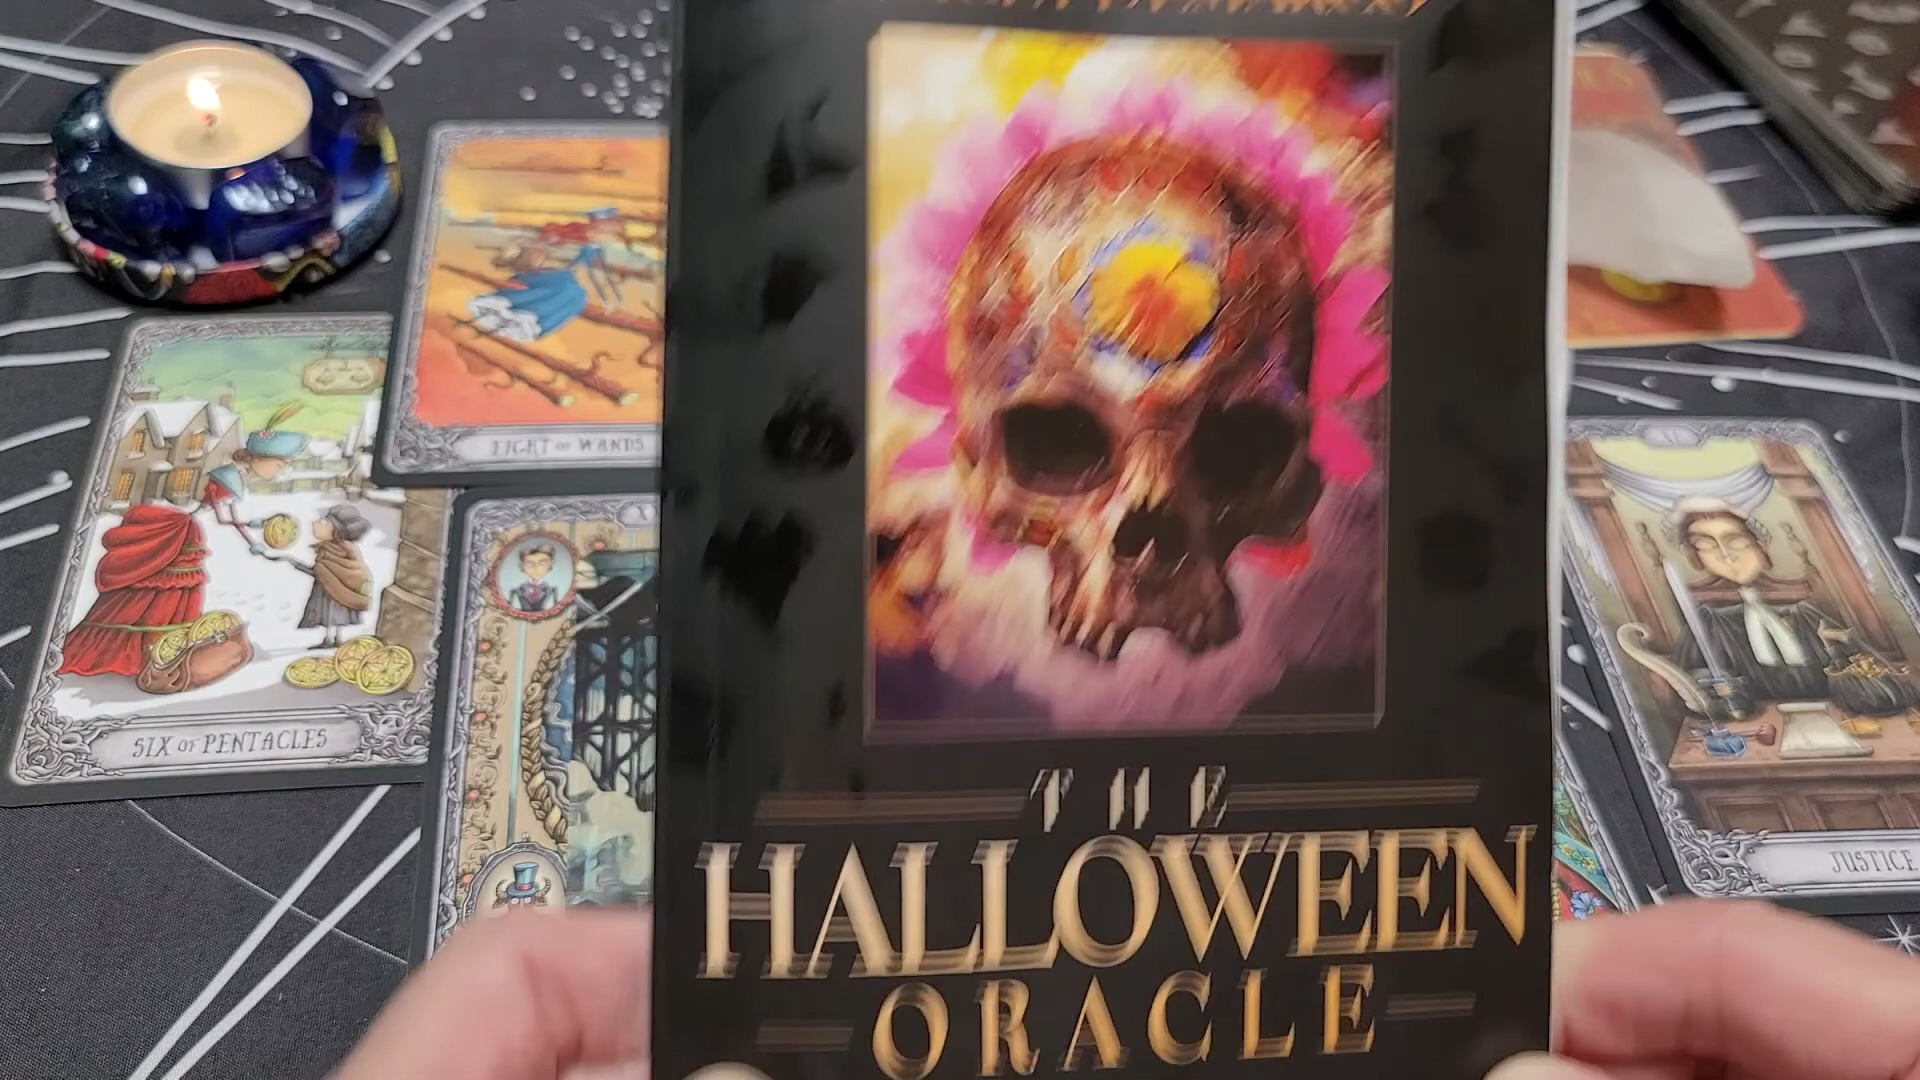 EIGHT OF WANDS
SIX OF PENTACLES
JUSTICE
THE
HALLOWEEN
ORACLE